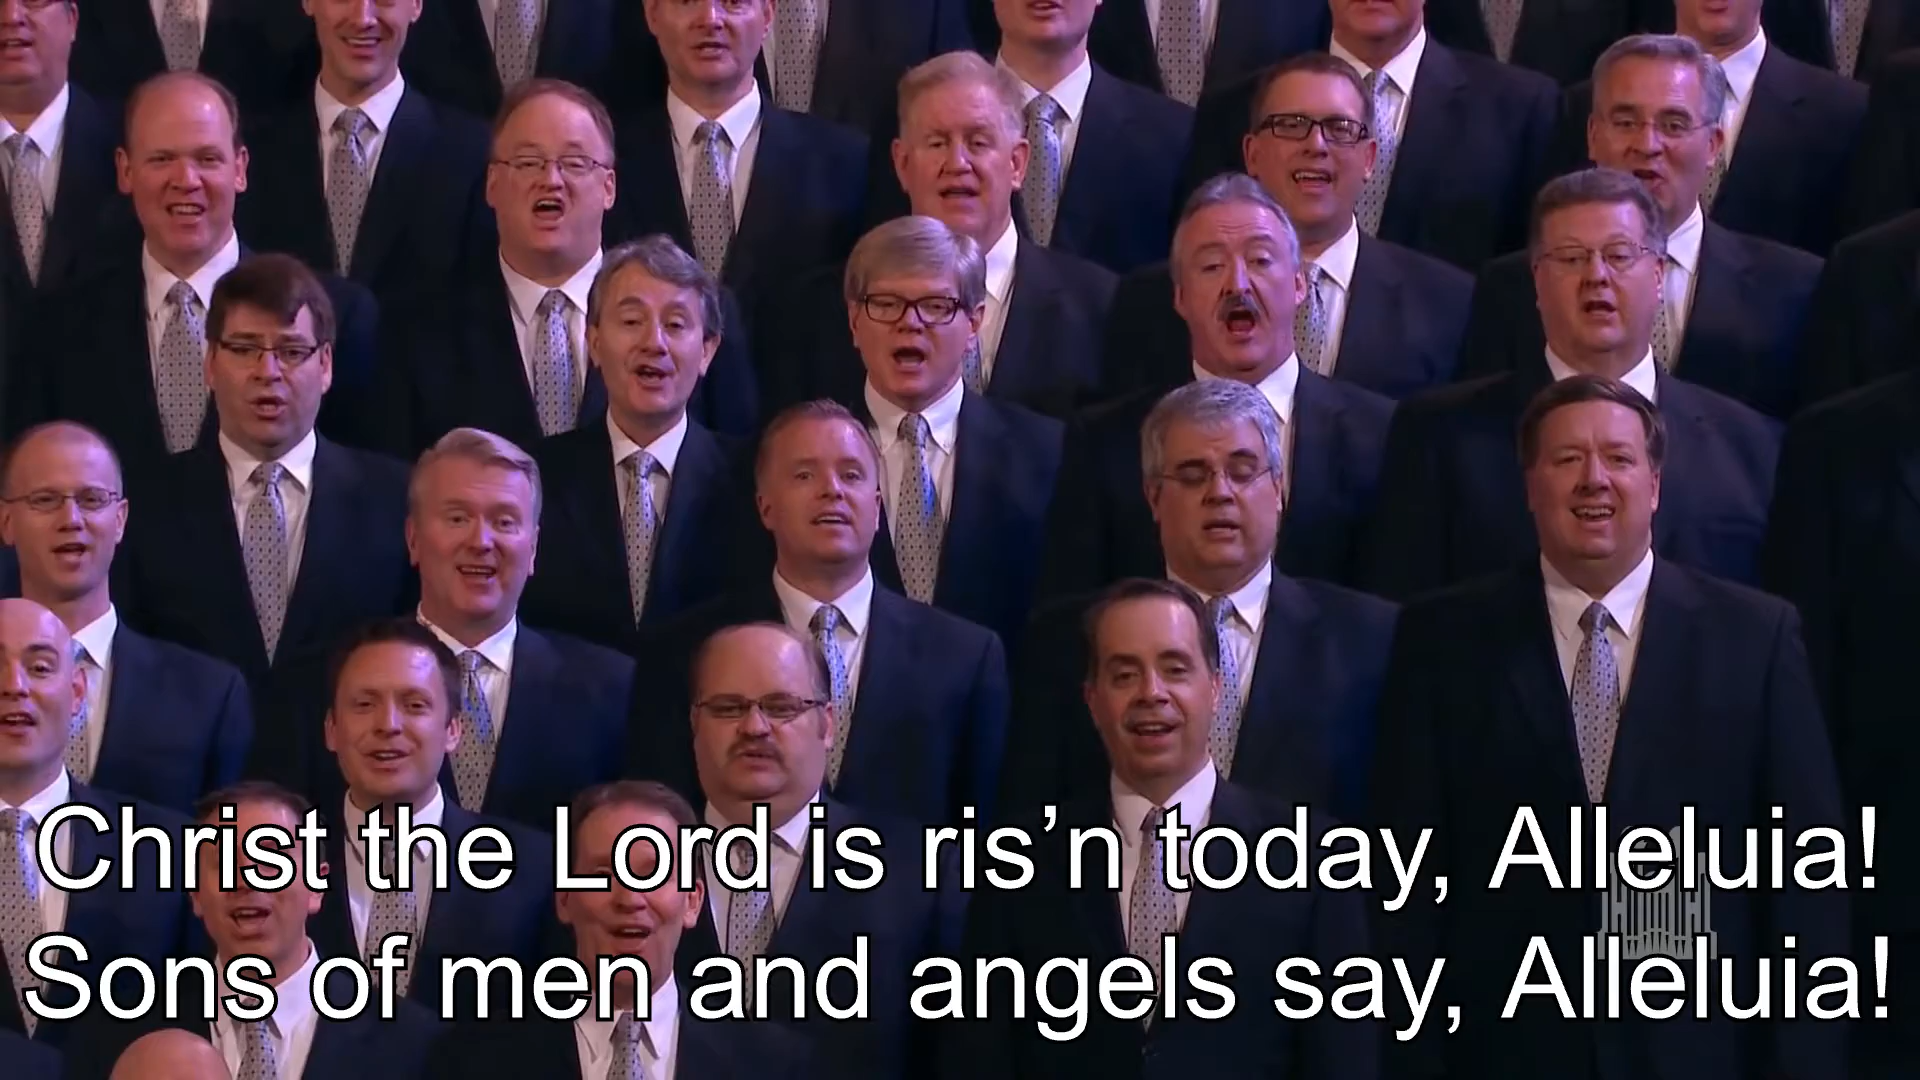 Christ the Lord is ris’n today, Alleluia!
Sons of men and angels say, Alleluia!